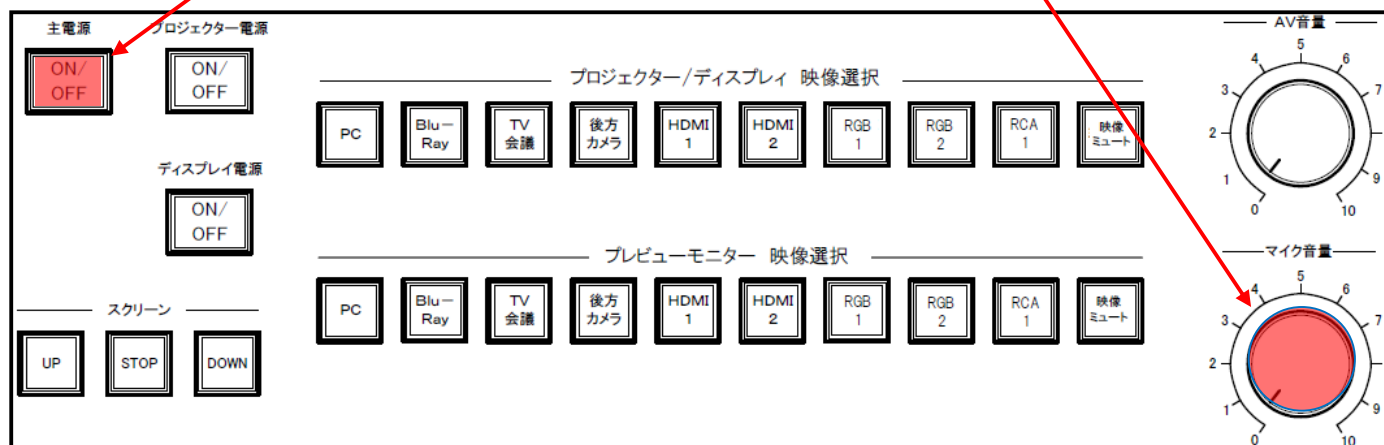 主電源
プロジェクター電源
ON/
OFF
ON/
OFF
ディスプレイ電源
ON/
OFF
スクリーン
UP
STOP
DOWN
プロジェクター/ディスプレィ 映像選択
PC
Blu-
Ray
TV
会議
後方
カメラ
HDMI
1
HDMI
2
RGB
1
RGB
2
RCA
1
映像
ミュート
プレビューモニター 映像選択
PC
Blu-
Ray
TV
会議
後方
カメラ
HDMI
1
HDMI
2
RGB
1
RGB
2
RCA
1
映像
ミュート
AV音量
0
1
2
3
4
5
6
7
9
10
マイク音量
0
1
2
3
4
5
6
7
9
10